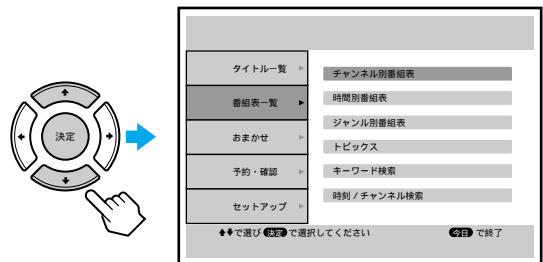 決定
タイトル一覧
番組表一覧
おまかせ
予約・確認
セットアップ
チャンネル別番組表
時間別番組表
ジャンル別番組表
トピックス
キーワード検索
時刻 / チャンネル検索
で選び 決定 で選択してください 今日 で終了